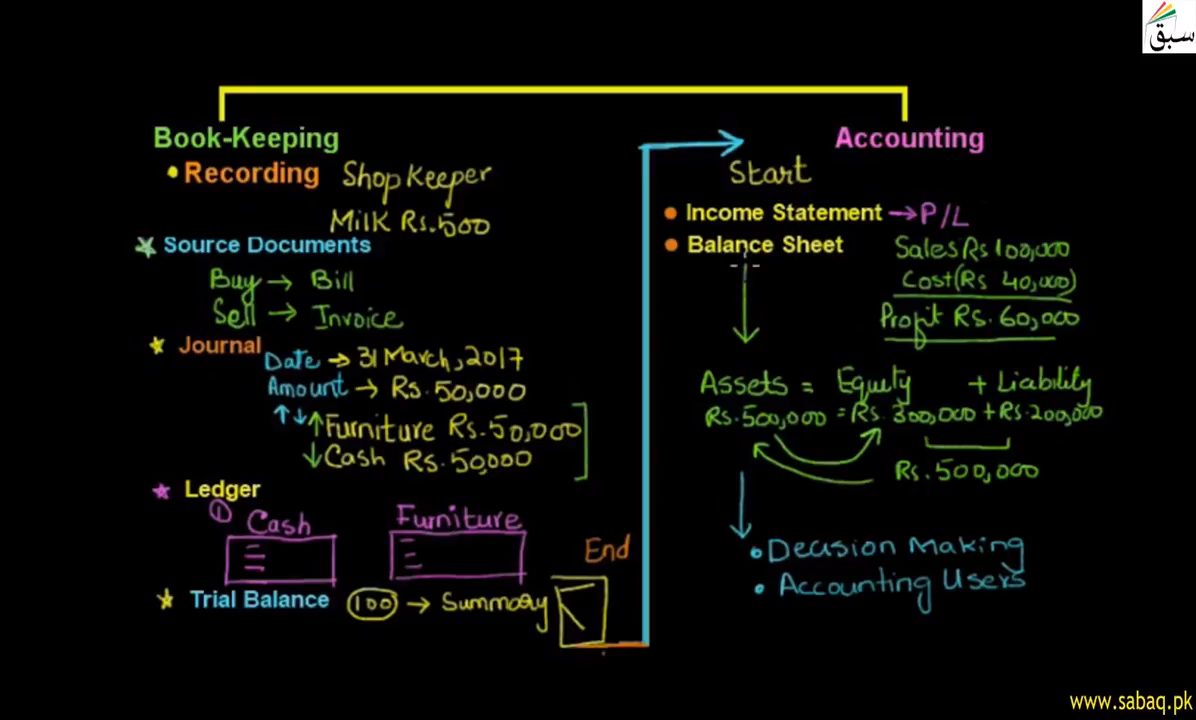 سبق
Book-Keeping
• Recording Shop Keeper
Milk Rs.500
Source Documents
Buy → Bill
Sell → Invoice
Journal
Date → 31 March, 2017
Amount → Rs.50,000
↑↓↑Furniture Rs.50,000
↓Cash Rs.50,000
Ledger
① Cash Furniture
Trial Balance 100 → Summary
End
Accounting
Start
• Income Statement → P/L
• Balance Sheet
Sales Rs 100,000
Cost (Rs 40,000)
Profit Rs. 60,000
Assets = Equity + Liability
Rs.500,000 = Rs. 300,000 + Rs.200,000
Rs.500,000
• Decision Making
• Accounting Users
www.sabaq.pk